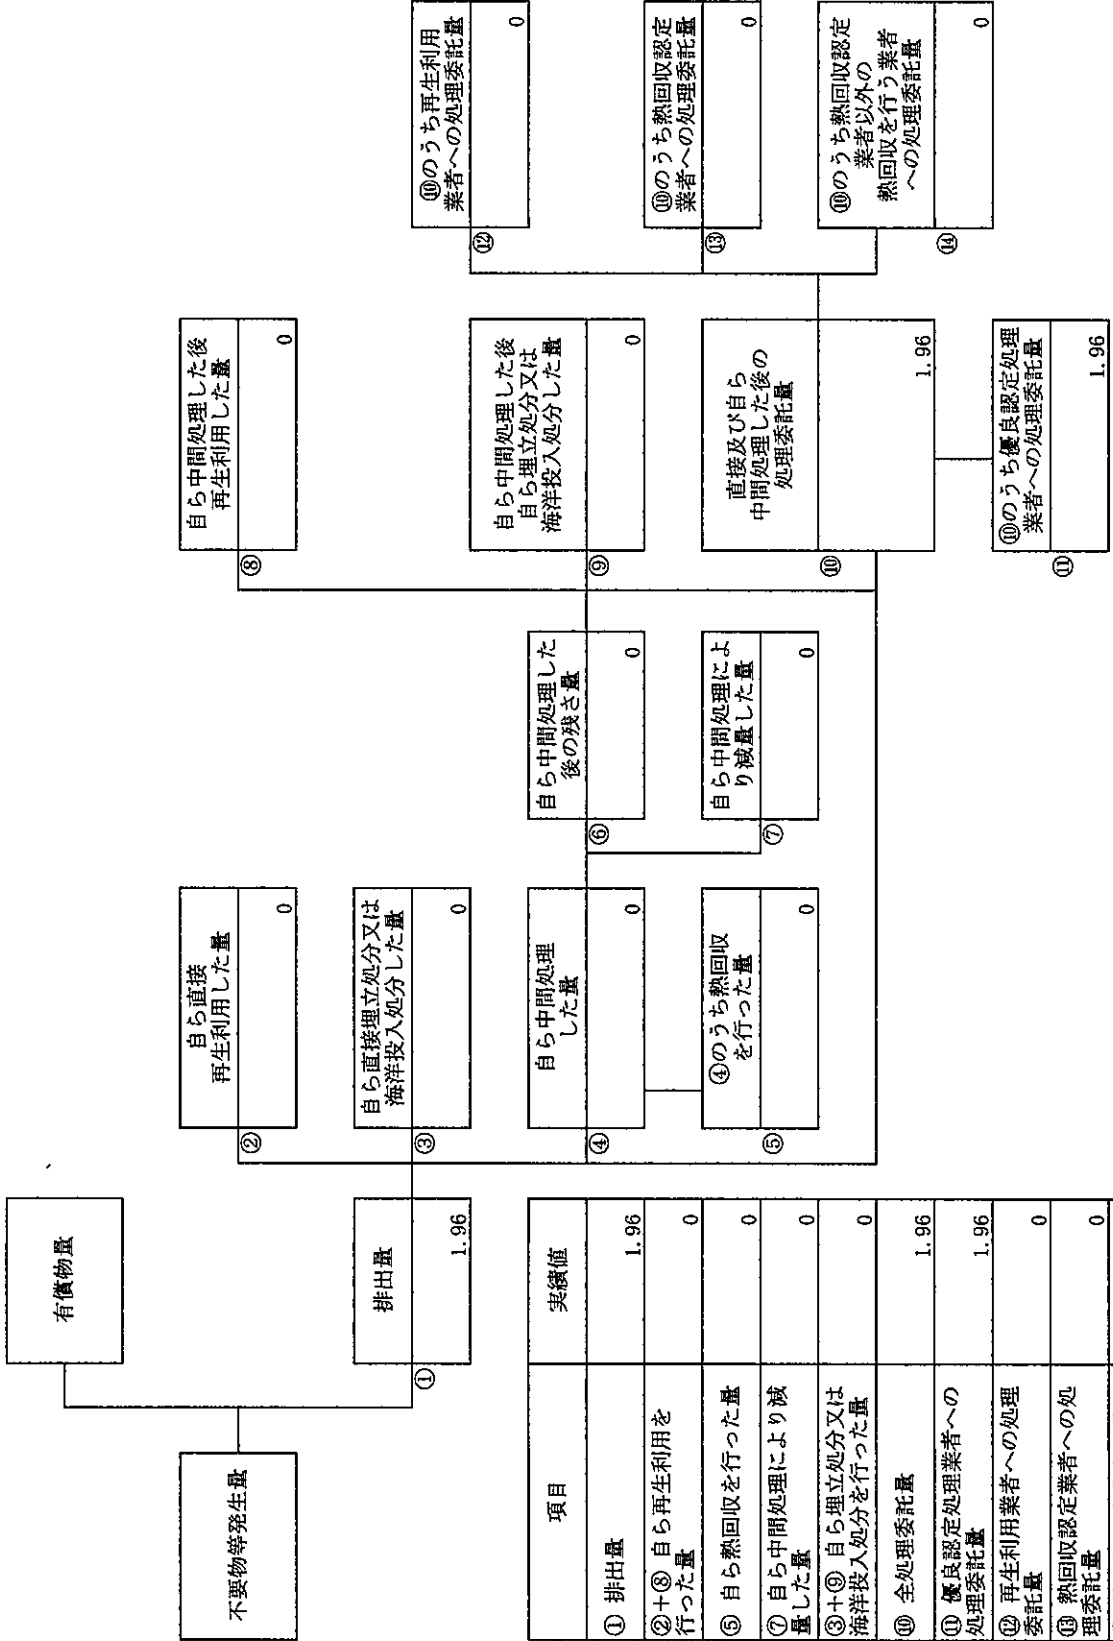 有償物量
不要物等発生量
排出量
①
1.96
自ら直接
再生利用した量
②
0
自ら直接埋立処分又は
海洋投入処分した量
③
0
自ら中間処理
した量
④
0
④のうち熱回収
を行った量
⑤
0
自ら中間処理した
後の残さ量
⑥
0
自ら中間処理によ
り減量した量
⑦
0
自ら中間処理した後
再生利用した量
⑧
0
自ら中間処理した後
自ら埋立処分又は
海洋投入処分した量
⑨
0
直接及び自ら
中間処理した後の
処理委託量
⑩
1.96
⑩のうち優良認定処理
業者への処理委託量
⑪
1.96
⑩のうち再生利用
業者への処理委託量
⑫
0
⑩のうち熱回収認定
業者への処理委託量
⑬
0
⑩のうち熱回収認定
業者以外の
熱回収を行う業者
への処理委託量
⑭
0
項目 実績値
① 排出量 1.96
②+⑧ 自ら再生利用を
行った量 0
⑤ 自ら熱回収を行った量 0
⑦ 自ら中間処理により減
量した量 0
③+⑨ 自ら埋立処分又は
海洋投入処分を行った量 0
⑩ 全処理委託量 1.96
⑪ 優良認定処理業者への
処理委託量 1.96
⑫ 再生利用業者への処理
委託量 0
⑬ 熱回収認定業者への処
理委託量 0